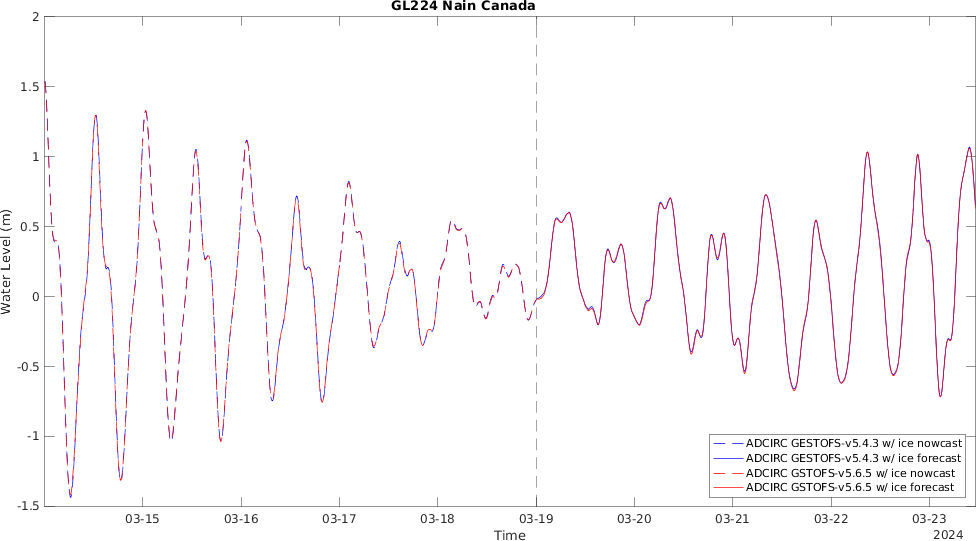 GL224 Nain Canada
2
1.5
1
0.5
0
-0.5
-1
-1.5
Water Level (m)
ADCIRC GESTOFS-v5.4.3 w/ ice nowcast
ADCIRC GESTOFS-v5.4.3 w/ ice forecast
ADCIRC GSTOFS-v5.6.5 w/ ice nowcast
ADCIRC GSTOFS-v5.6.5 w/ ice forecast
03-15 03-16 03-17 03-18 03-19 03-20 03-21 03-22 03-23
Time 2024